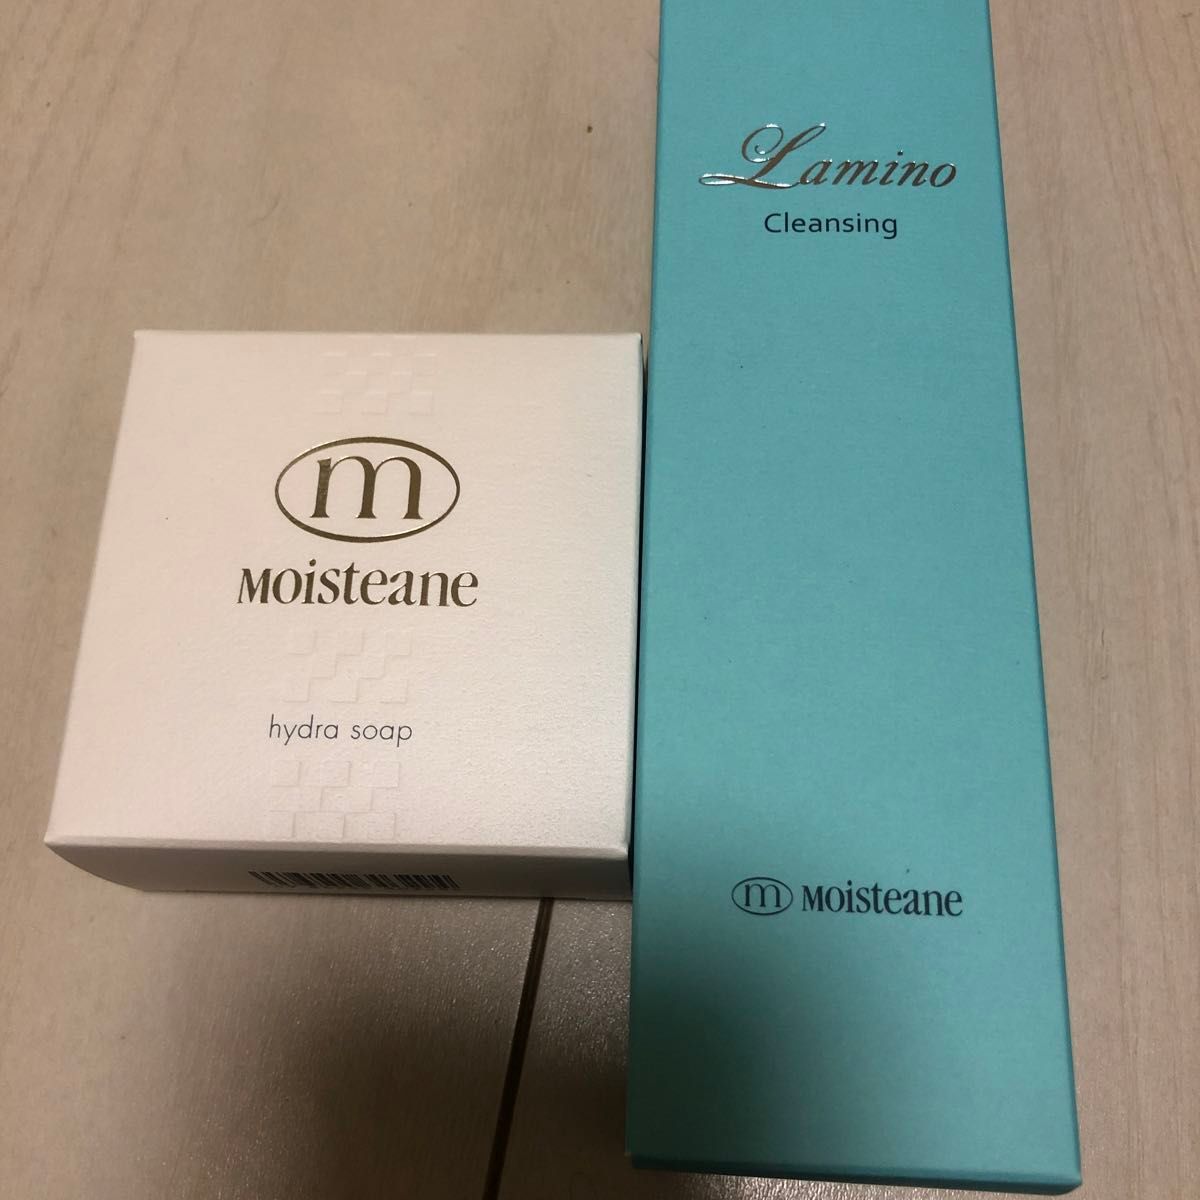 m
Moisteane
hydra soap
Lamino
Cleansing
m Moisteane